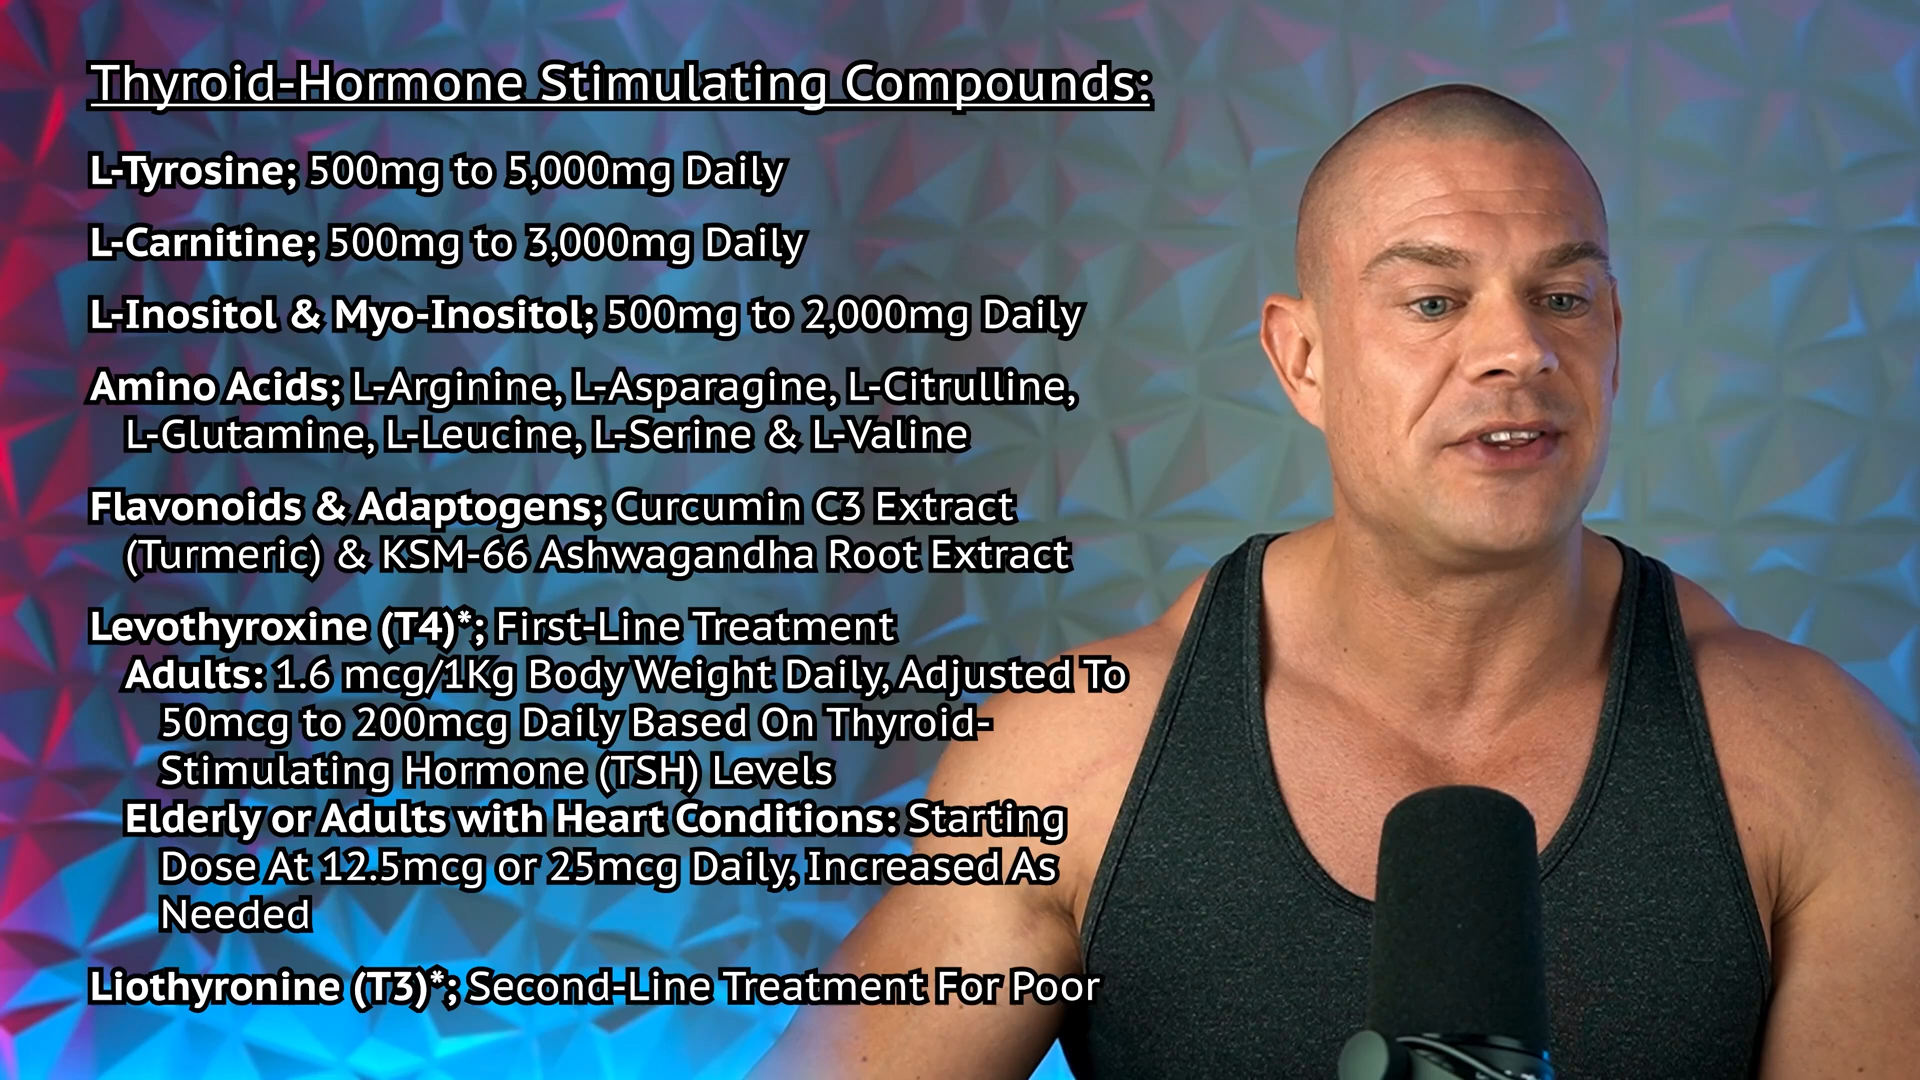 Thyroid-Hormone Stimulating Compounds:
L-Tyrosine; 500mg to 5,000mg Daily
L-Carnitine; 500mg to 3,000mg Daily
L-Inositol & Myo-Inositol; 500mg to 2,000mg Daily
Amino Acids; L-Arginine, L-Asparagine, L-Citrulline,
L-Glutamine, L-Leucine, L-Serine & L-Valine
Flavonoids & Adaptogens; Curcumin C3 Extract
(Turmeric) & KSM-66 Ashwagandha Root Extract
Levothyroxine (T4)*; First-Line Treatment
Adults: 1.6 mcg/1Kg Body Weight Daily, Adjusted To
50mcg to 200mcg Daily Based On Thyroid-
Stimulating Hormone (TSH) Levels
Elderly or Adults with Heart Conditions: Starting
Dose At 12.5mcg or 25mcg Daily, Increased As
Needed
Liothyronine (T3)*; Second-Line Treatment For Poor